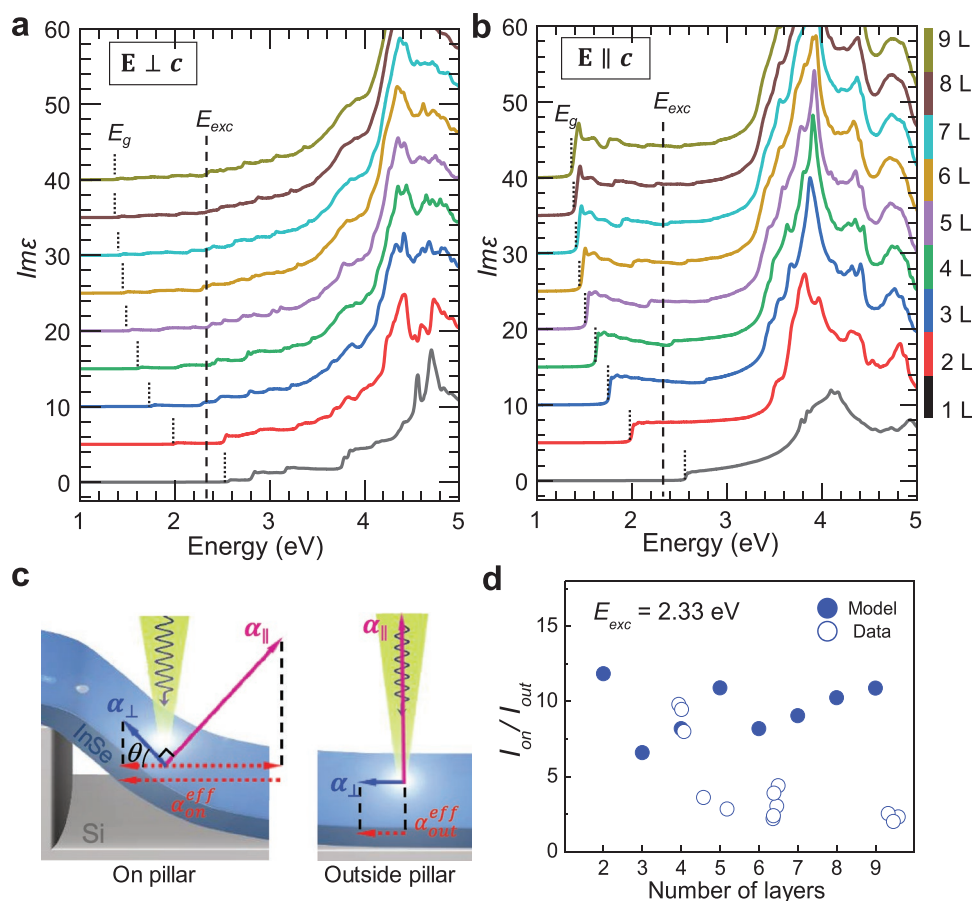 a
E ⊥ c
E_g
E_exc
60
50
40
30
20
10
0
Imε
1
2
3
4
5
Energy (eV)
b
E ∥ c
E_g
E_exc
60
50
40
30
20
10
0
Imε
1
2
3
4
5
Energy (eV)
9 L
8 L
7 L
6 L
5 L
4 L
3 L
2 L
1 L
c
α∥
α⊥
θ
InSe
α_on^eff
Si
On pillar
α∥
α⊥
α_out^eff
Outside pillar
d
E_exc = 2.33 eV
Model
Data
15
10
5
0
I_on / I_out
2
3
4
5
6
7
8
9
Number of layers